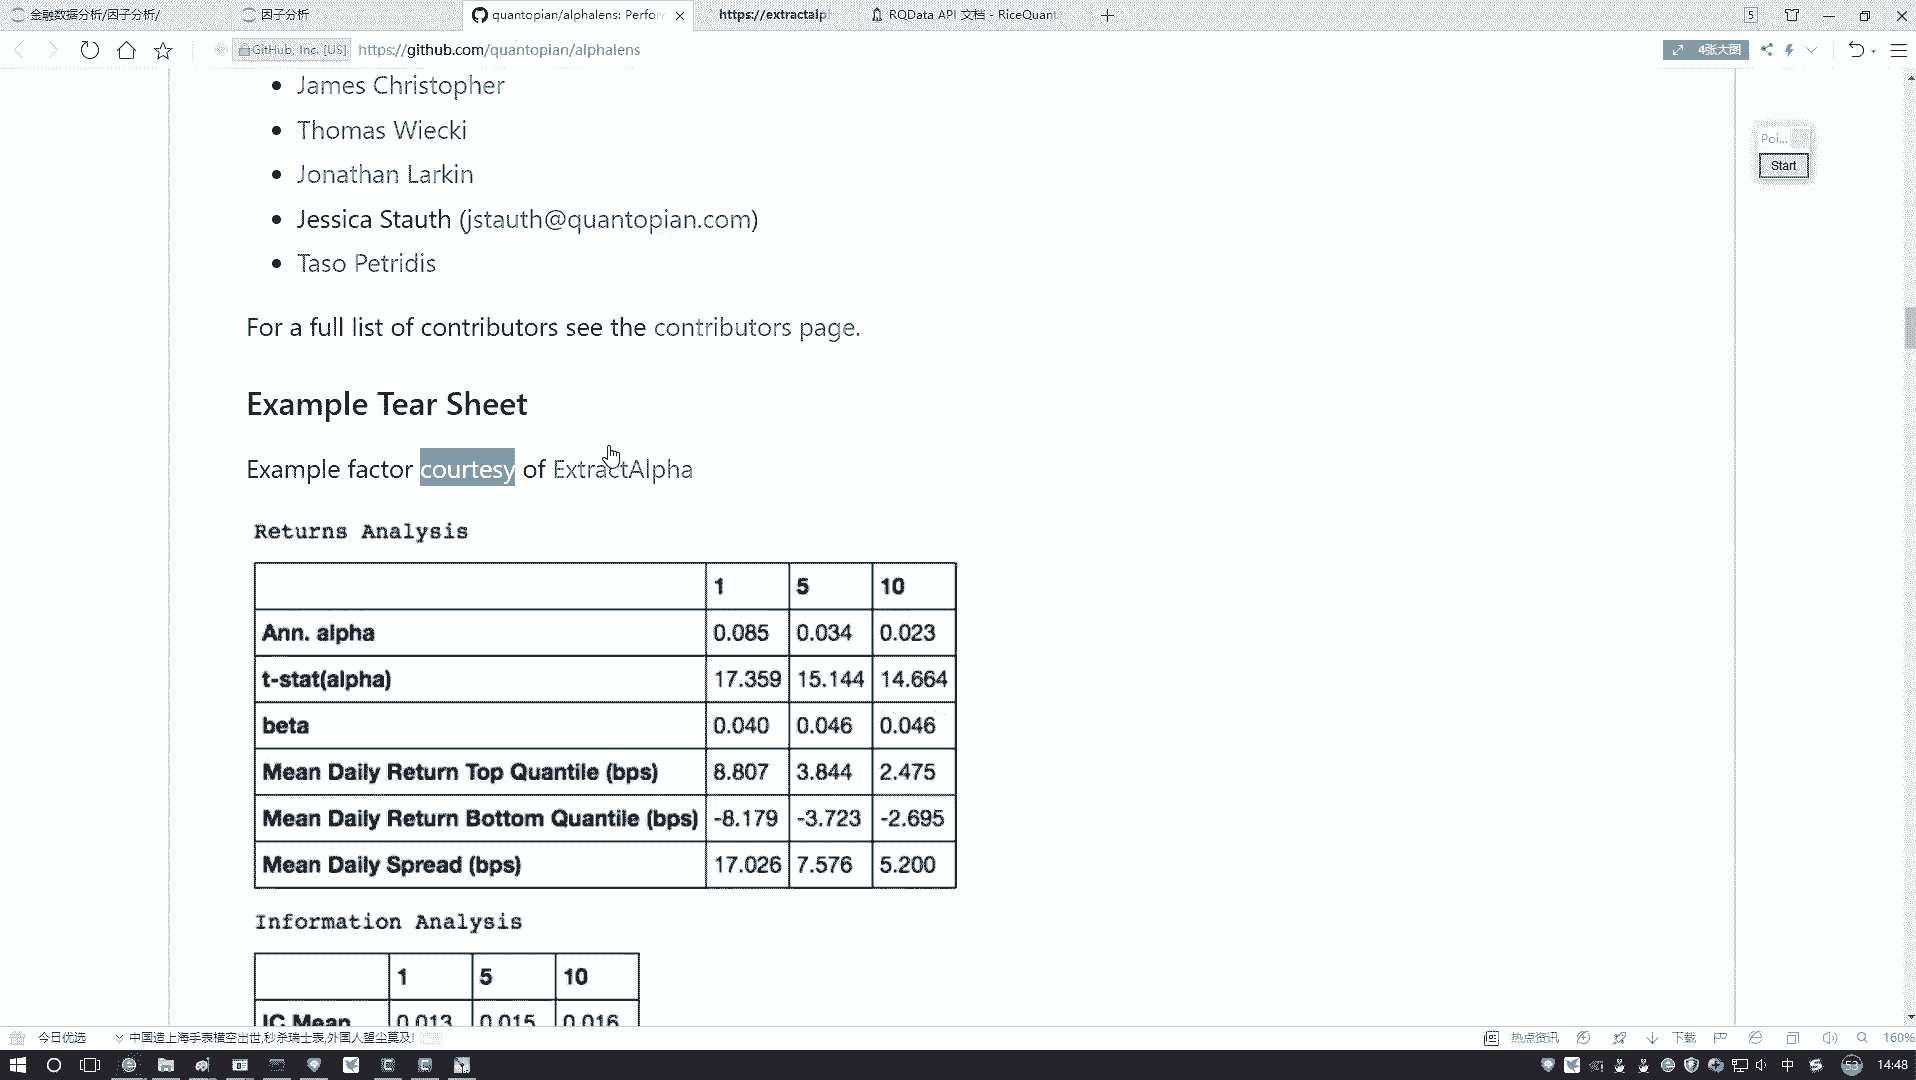 金融数据分析/因子分析/
因子分析
quantopian/alphalens: Perfor
https://extractalp
RQData API 文档 - RiceQuant
5
GitHub, Inc. [US]
https://github.com/quantopian/alphalens
4张大图
James Christopher
Thomas Wiecki
Poi...
Start
Jonathan Larkin
Jessica Stauth (jstauth@quantopian.com)
Taso Petridis
For a full list of contributors see the contributors page.
Example Tear Sheet
Example factor courtesy of ExtractAlpha
Returns Analysis
1 5 10
Ann. alpha 0.085 0.034 0.023
t-stat(alpha) 17.359 15.144 14.664
beta 0.040 0.046 0.046
Mean Daily Return Top Quantile (bps) 8.807 3.844 2.475
Mean Daily Return Bottom Quantile (bps) -8.179 -3.723 -2.695
Mean Daily Spread (bps) 17.026 7.576 5.200
Information Analysis
1 5 10
IC Mean 0.013 0.015 0.016
今日优选
中国造上海手表横空出世,秒杀瑞士表,外国人望尘莫及!
热点资讯
下载
160%
中
53
14:48